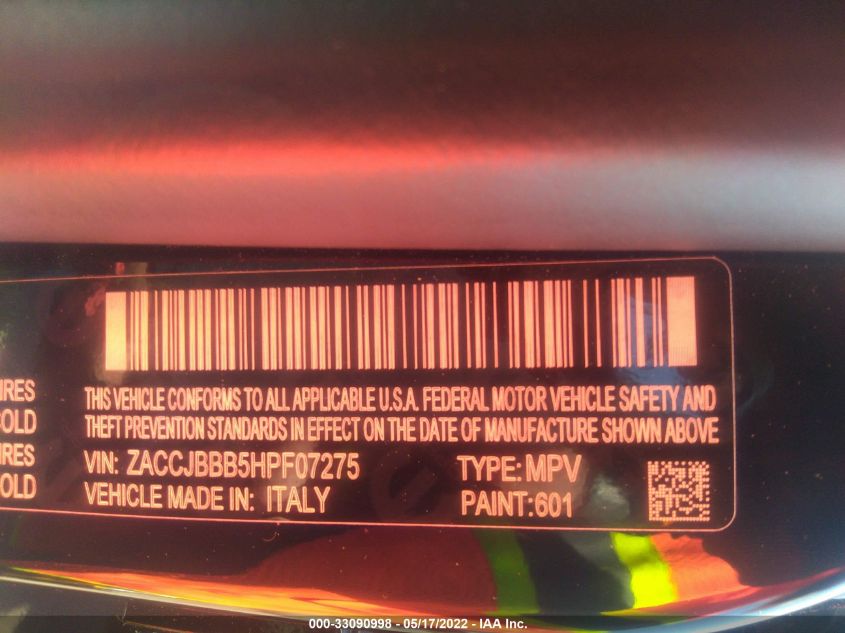 THIS VEHICLE CONFORMS TO ALL APPLICABLE U.S.A. FEDERAL MOTOR VEHICLE SAFETY AND
THEFT PREVENTION STANDARDS IN EFFECT ON THE DATE OF MANUFACTURE SHOWN ABOVE
VIN: ZACCJBBB5HPF07275 TYPE: MPV
VEHICLE MADE IN: ITALY PAINT:601
IRES
COLD
IRES
OLD
000-33090998 - 05/17/2022 - IAA Inc.